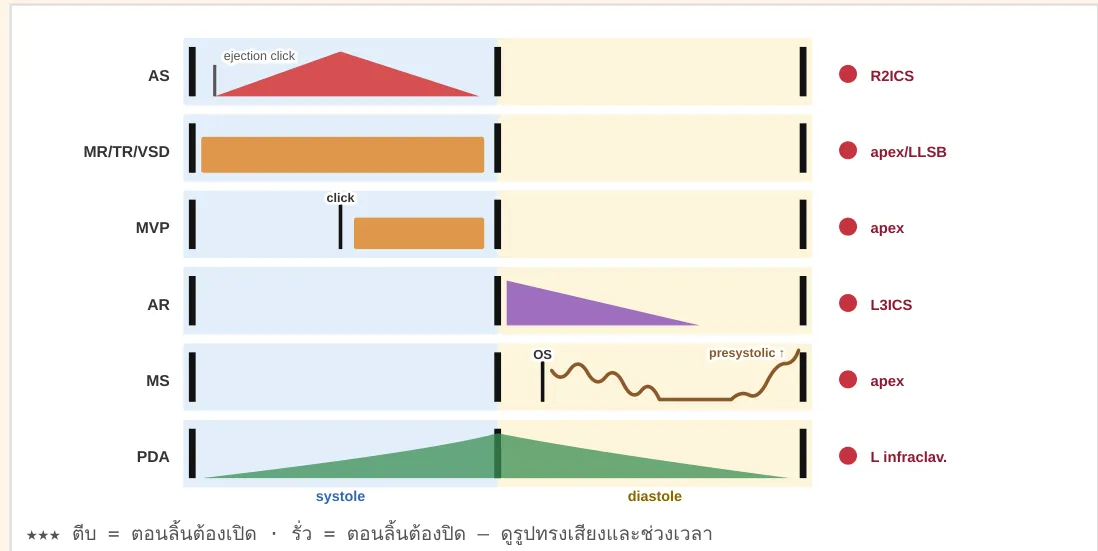 ejection click
AS R2ICS
MR/TR/VSD apex/LLSB
click
MVP apex
AR L3ICS
OS presystolic ↑
MS apex
PDA L infraclav.
systole diastole
★★★ ตีบ = ตอนลิ้นต้องเปิด · รั่ว = ตอนลิ้นต้องปิด — ดูรูปทรงเสียงและช่วงเวลา